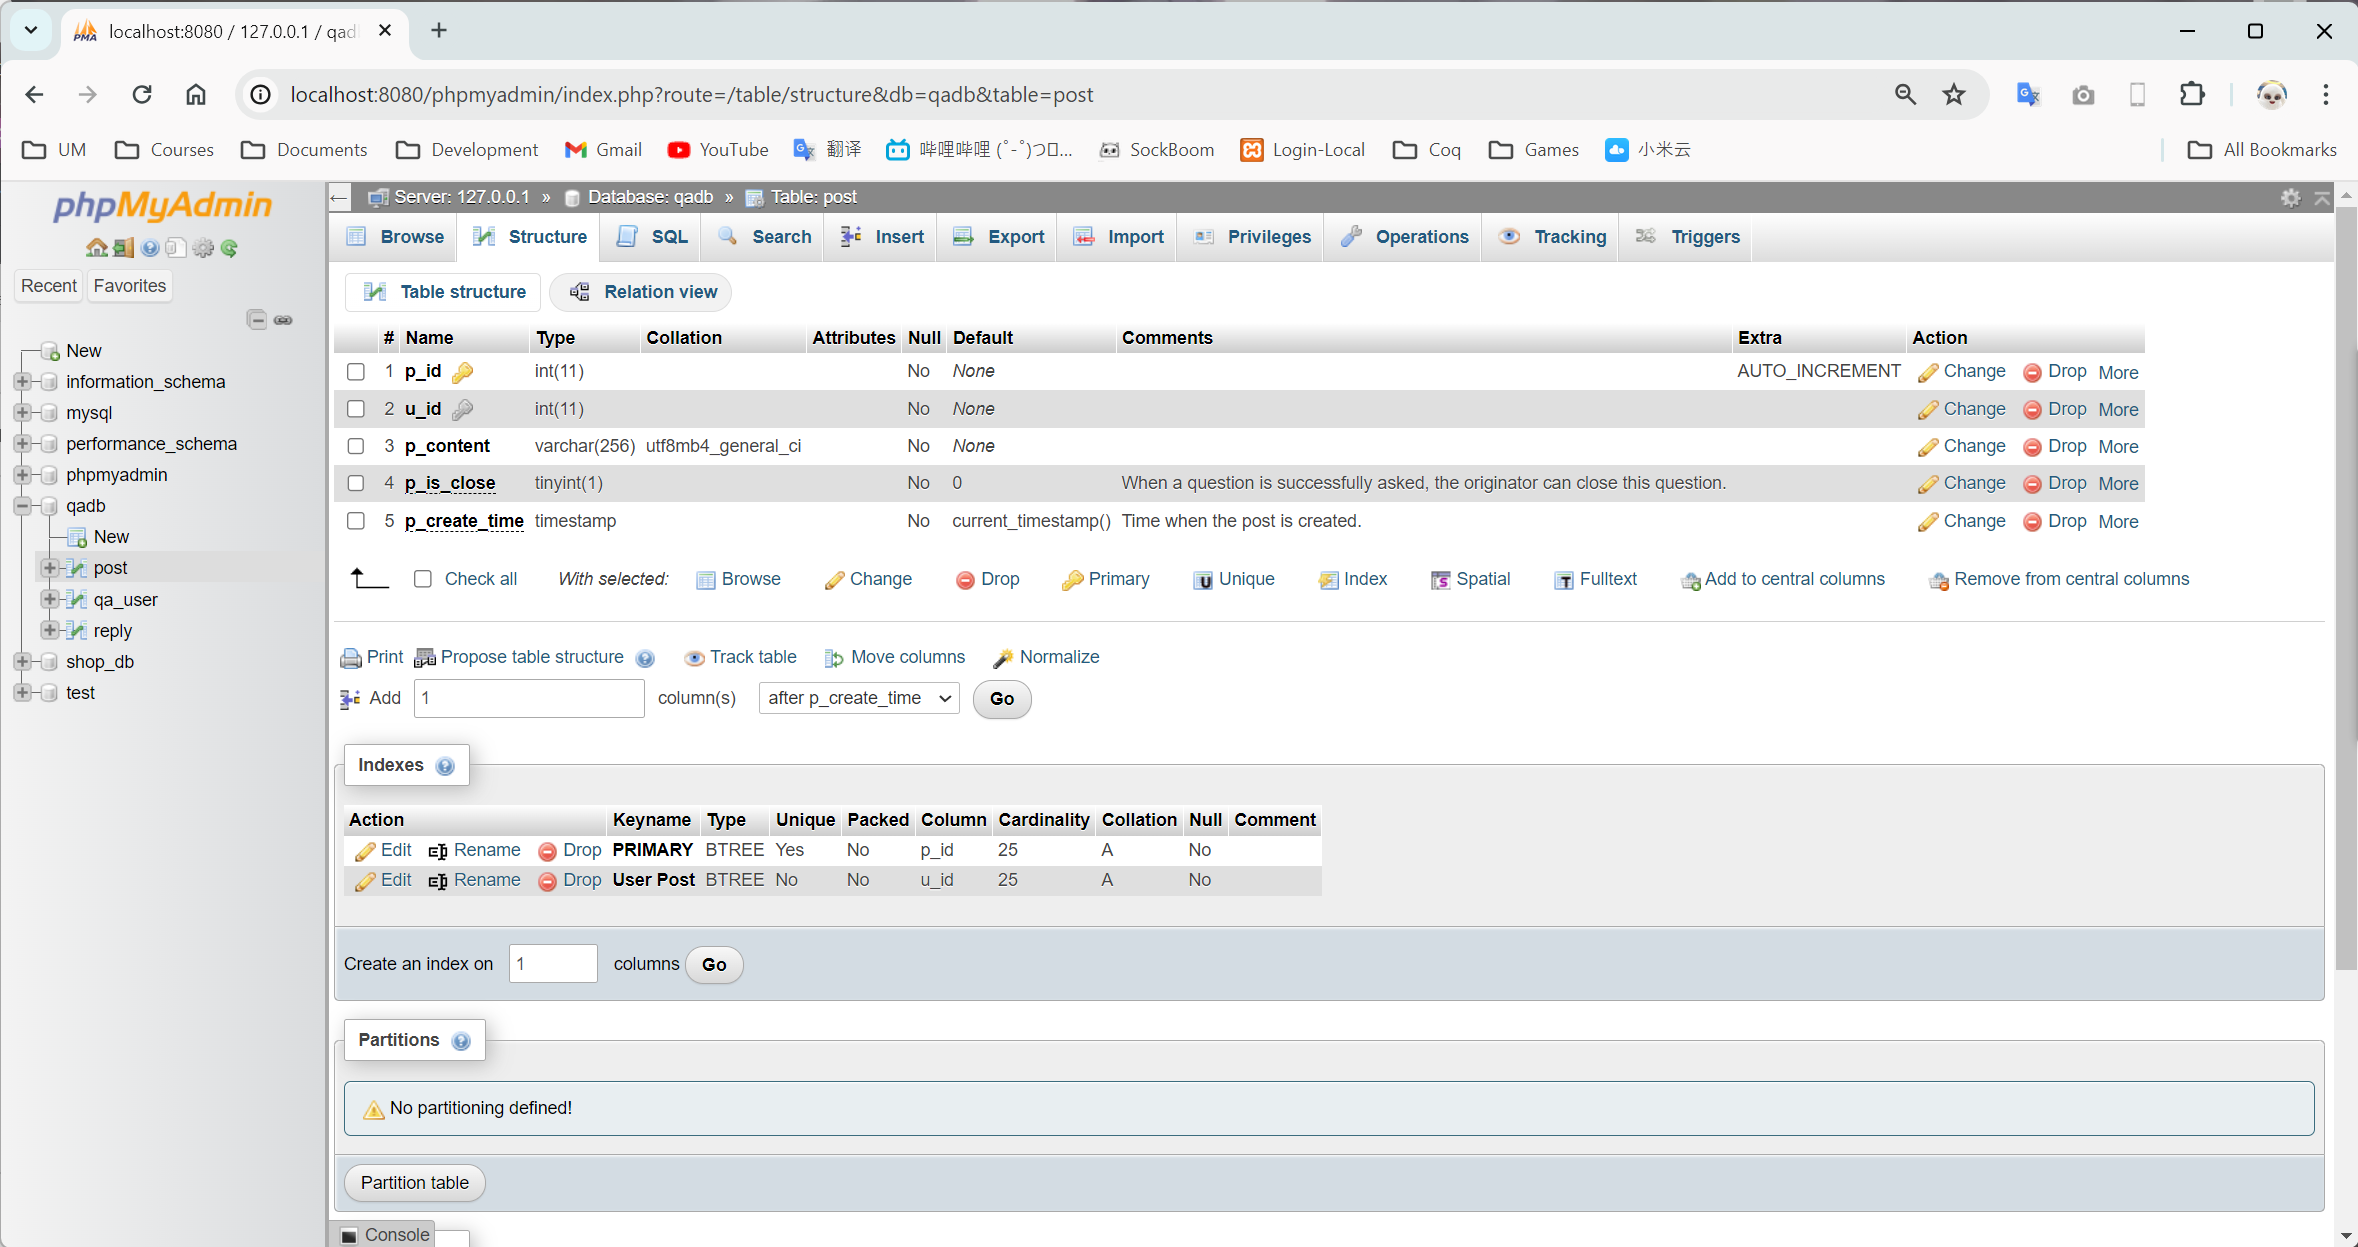 localhost:8080 / 127.0.0.1 / qad
localhost:8080/phpmyadmin/index.php?route=/table/structure&db=qadb&table=post
UM Courses Documents Development Gmail YouTube 翻译 哔哩哔哩 (ﾟ-ﾟ)つロ... SockBoom Login-Local Coq Games 小米云 All Bookmarks
phpMyAdmin
Recent Favorites
New
information_schema
mysql
performance_schema
phpmyadmin
qadb
New
post
qa_user
reply
shop_db
test
Server: 127.0.0.1 » Database: qadb » Table: post
Browse Structure SQL Search Insert Export Import Privileges Operations Tracking Triggers
Table structure Relation view
# Name Type Collation Attributes Null Default Comments Extra Action
1 p_id int(11) No None AUTO_INCREMENT Change Drop More
2 u_id int(11) No None Change Drop More
3 p_content varchar(256) utf8mb4_general_ci No None Change Drop More
4 p_is_close tinyint(1) No 0 When a question is successfully asked, the originator can close this question. Change Drop More
5 p_create_time timestamp No current_timestamp() Time when the post is created. Change Drop More
Check all With selected: Browse Change Drop Primary Unique Index Spatial Fulltext Add to central columns Remove from central columns
Print Propose table structure Track table Move columns Normalize
Add 1 column(s) after p_create_time Go
Indexes
Action Keyname Type Unique Packed Column Cardinality Collation Null Comment
Edit Rename Drop PRIMARY BTREE Yes No p_id 25 A No
Edit Rename Drop User Post BTREE No No u_id 25 A No
Create an index on 1 columns Go
Partitions
No partitioning defined!
Partition table
Console